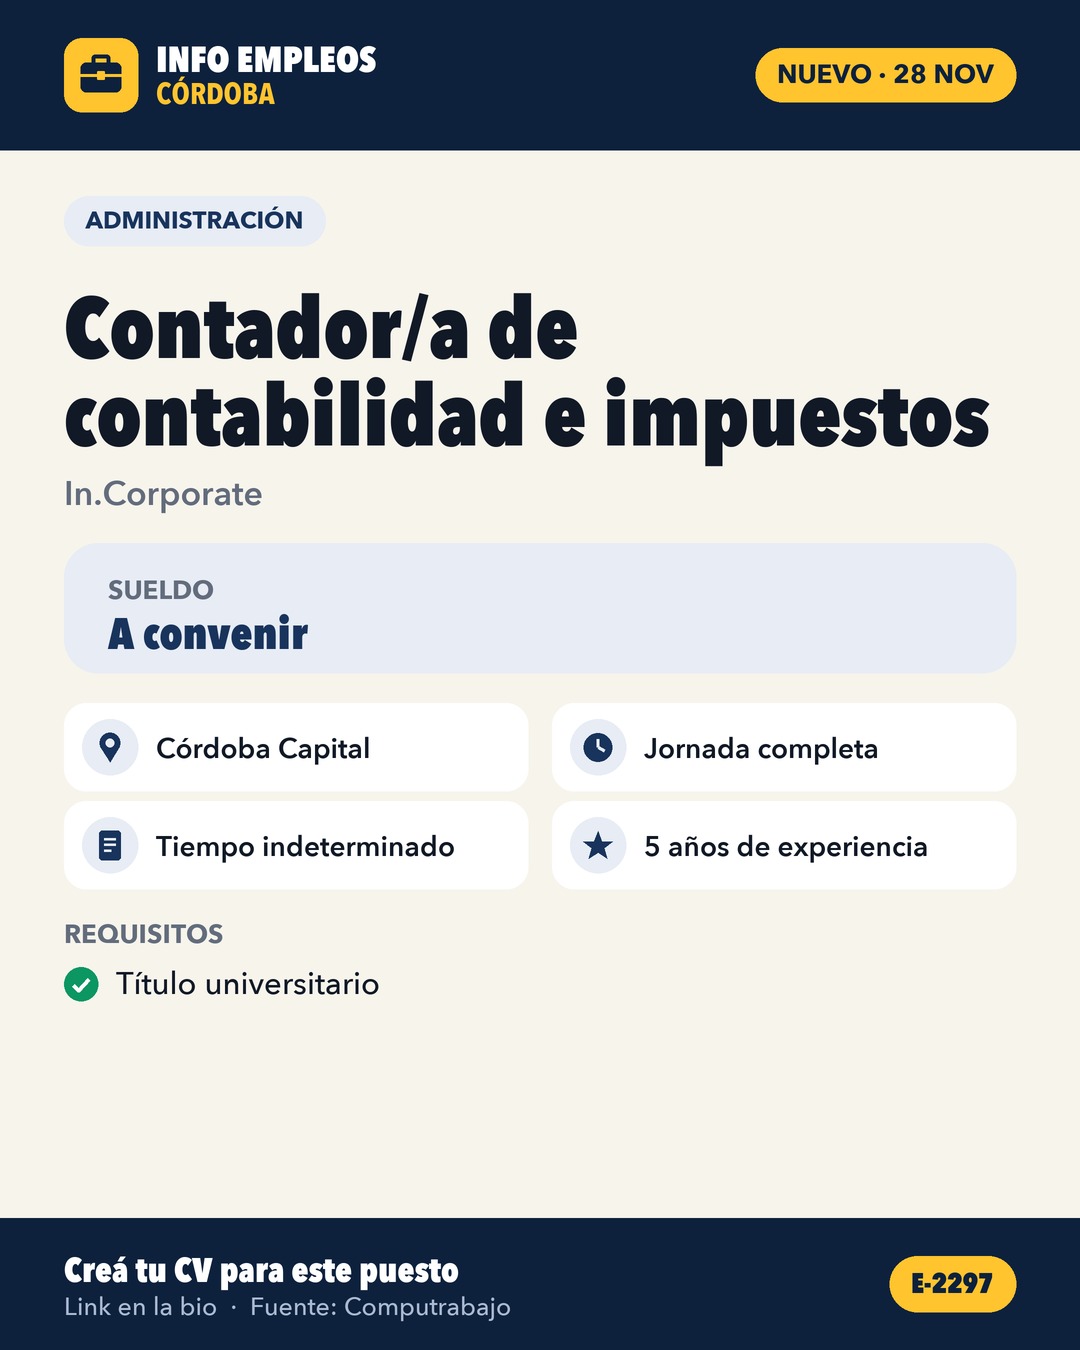 INFO EMPLEOS
CÓRDOBA
NUEVO · 28 NOV
ADMINISTRACIÓN
Contador/a de
contabilidad e impuestos
In.Corporate
SUELDO
A convenir
Córdoba Capital
Jornada completa
Tiempo indeterminado
5 años de experiencia
REQUISITOS
Título universitario
Creá tu CV para este puesto
Link en la bio · Fuente: Computrabajo
E-2297